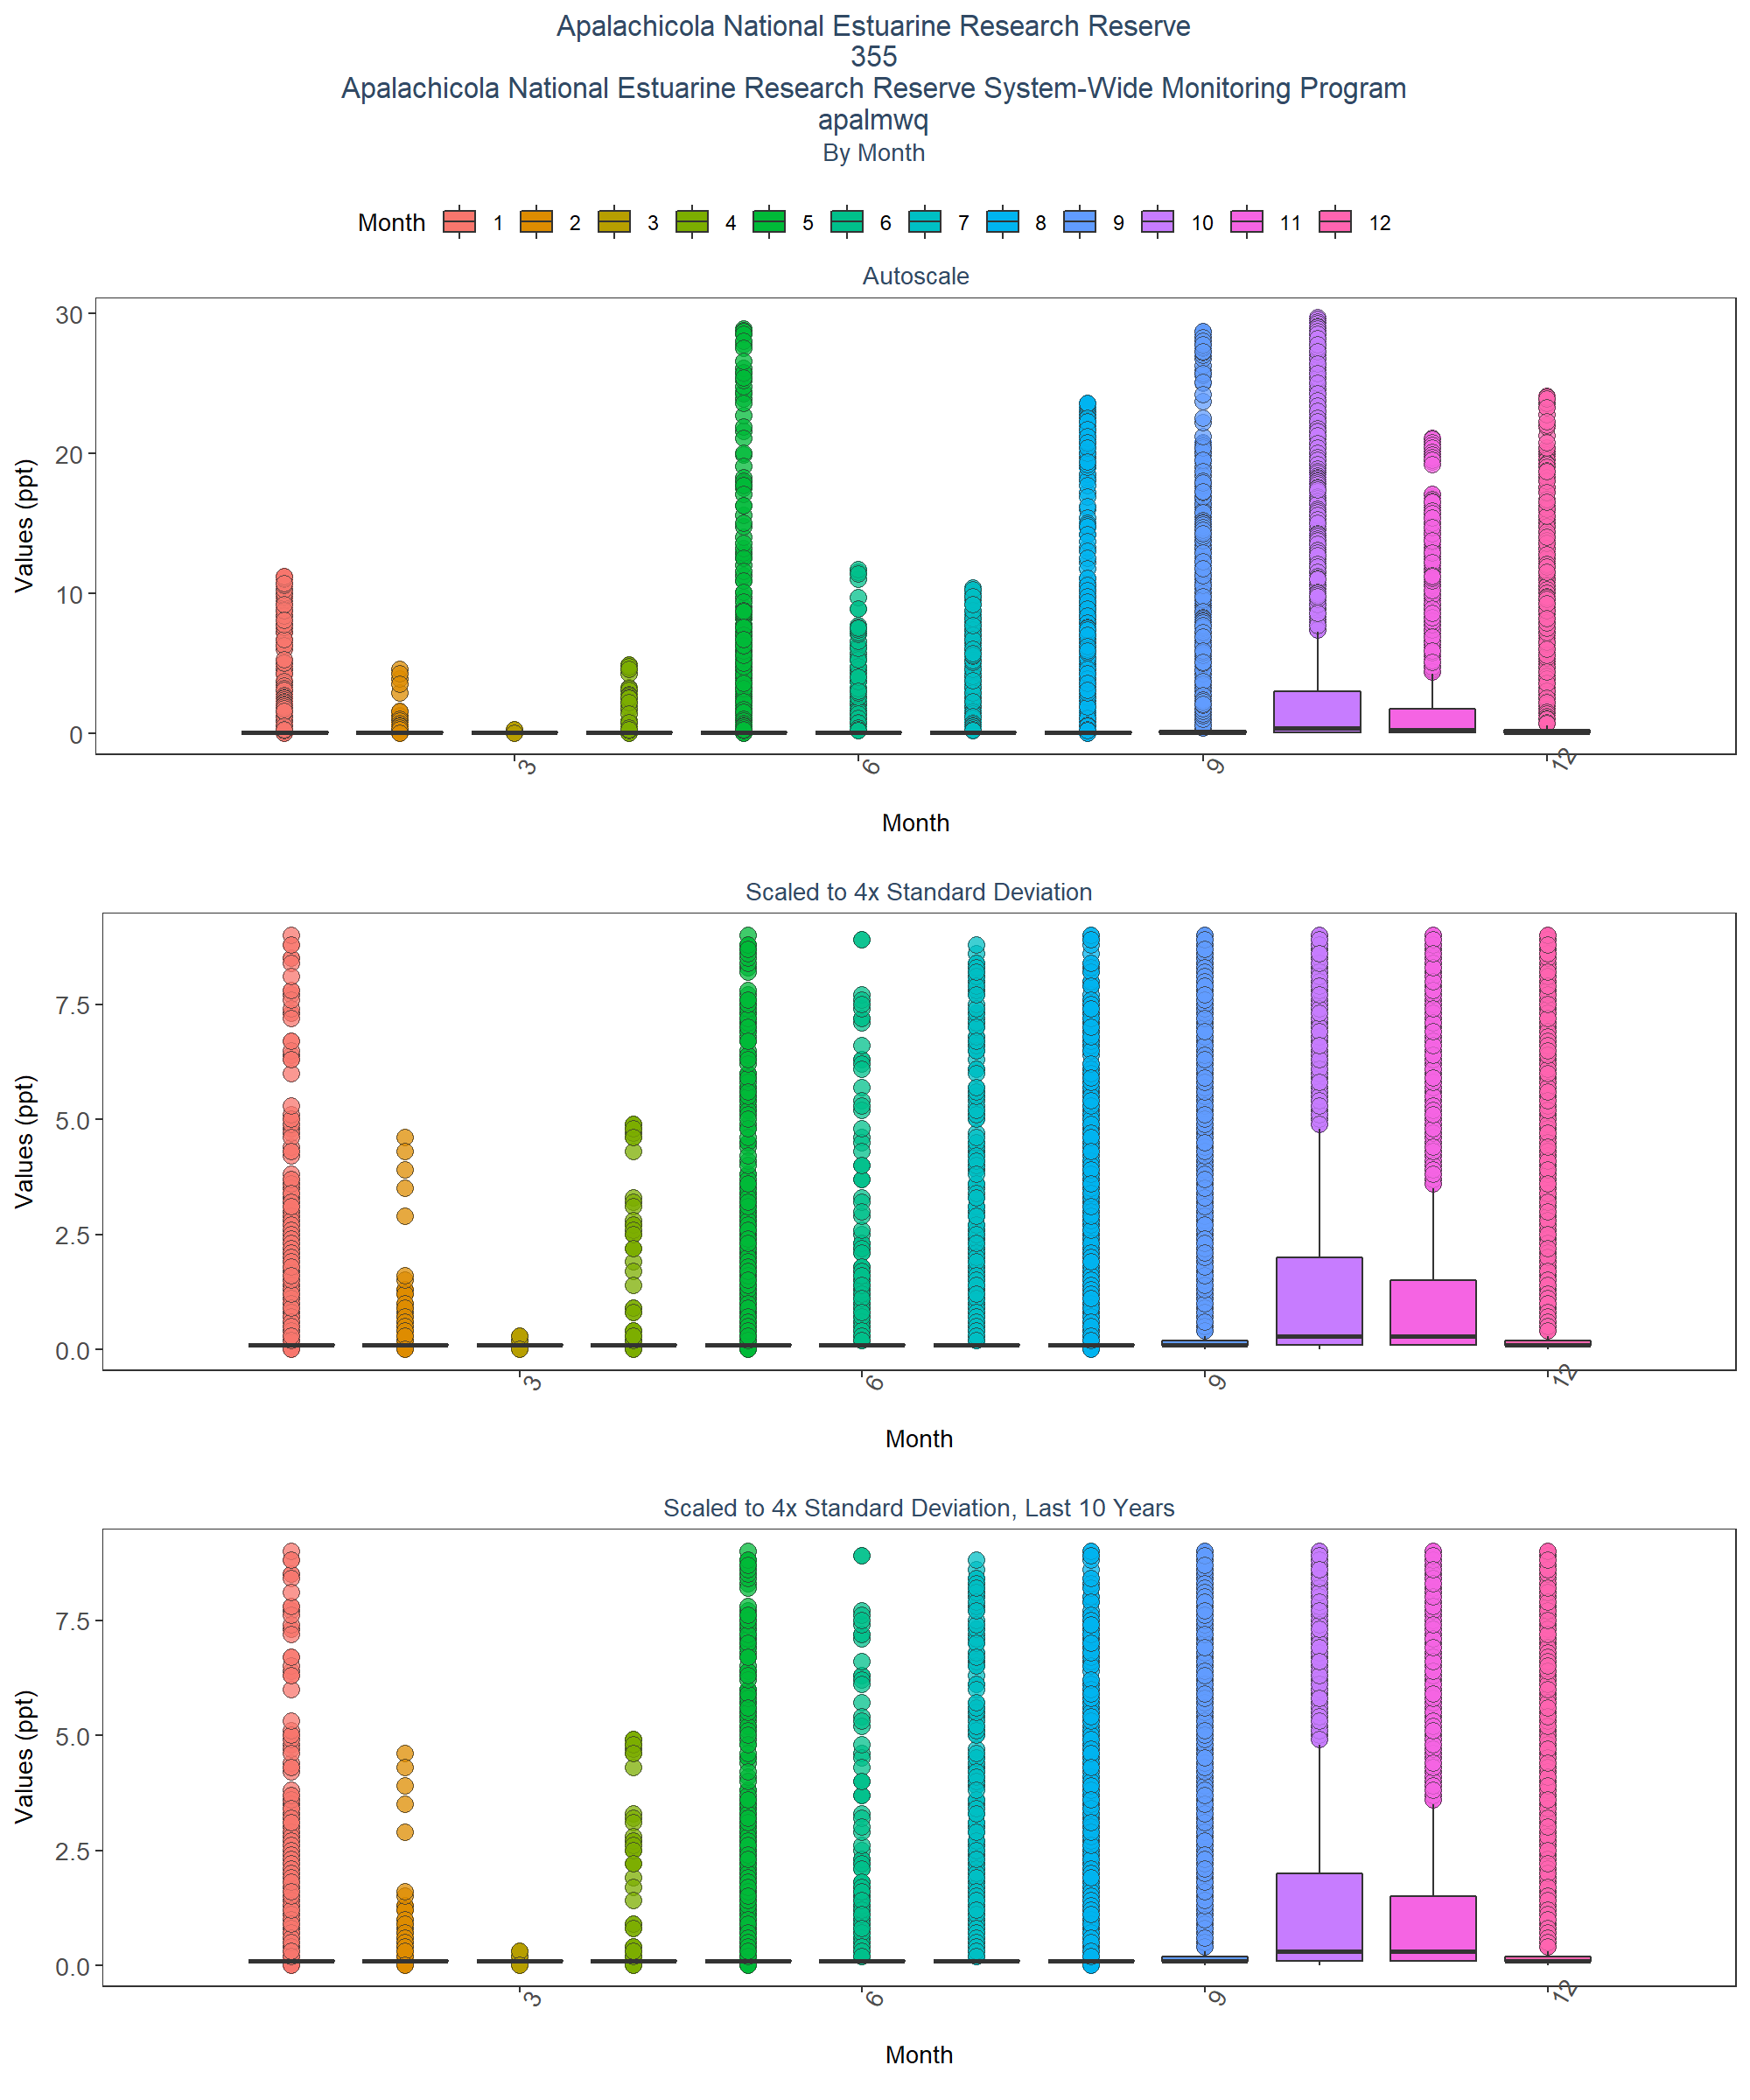 Apalachicola National Estuarine Research Reserve
355
Apalachicola National Estuarine Research Reserve System-Wide Monitoring Program
apalmwq
By Month
Month 1 2 3 4 5 6 7 8 9 10 11 12
Autoscale
Values (ppt)
30
20
10
0
3 6 9 12
Month
Scaled to 4x Standard Deviation
Values (ppt)
7.5
5.0
2.5
0.0
3 6 9 12
Month
Scaled to 4x Standard Deviation, Last 10 Years
Values (ppt)
7.5
5.0
2.5
0.0
3 6 9 12
Month